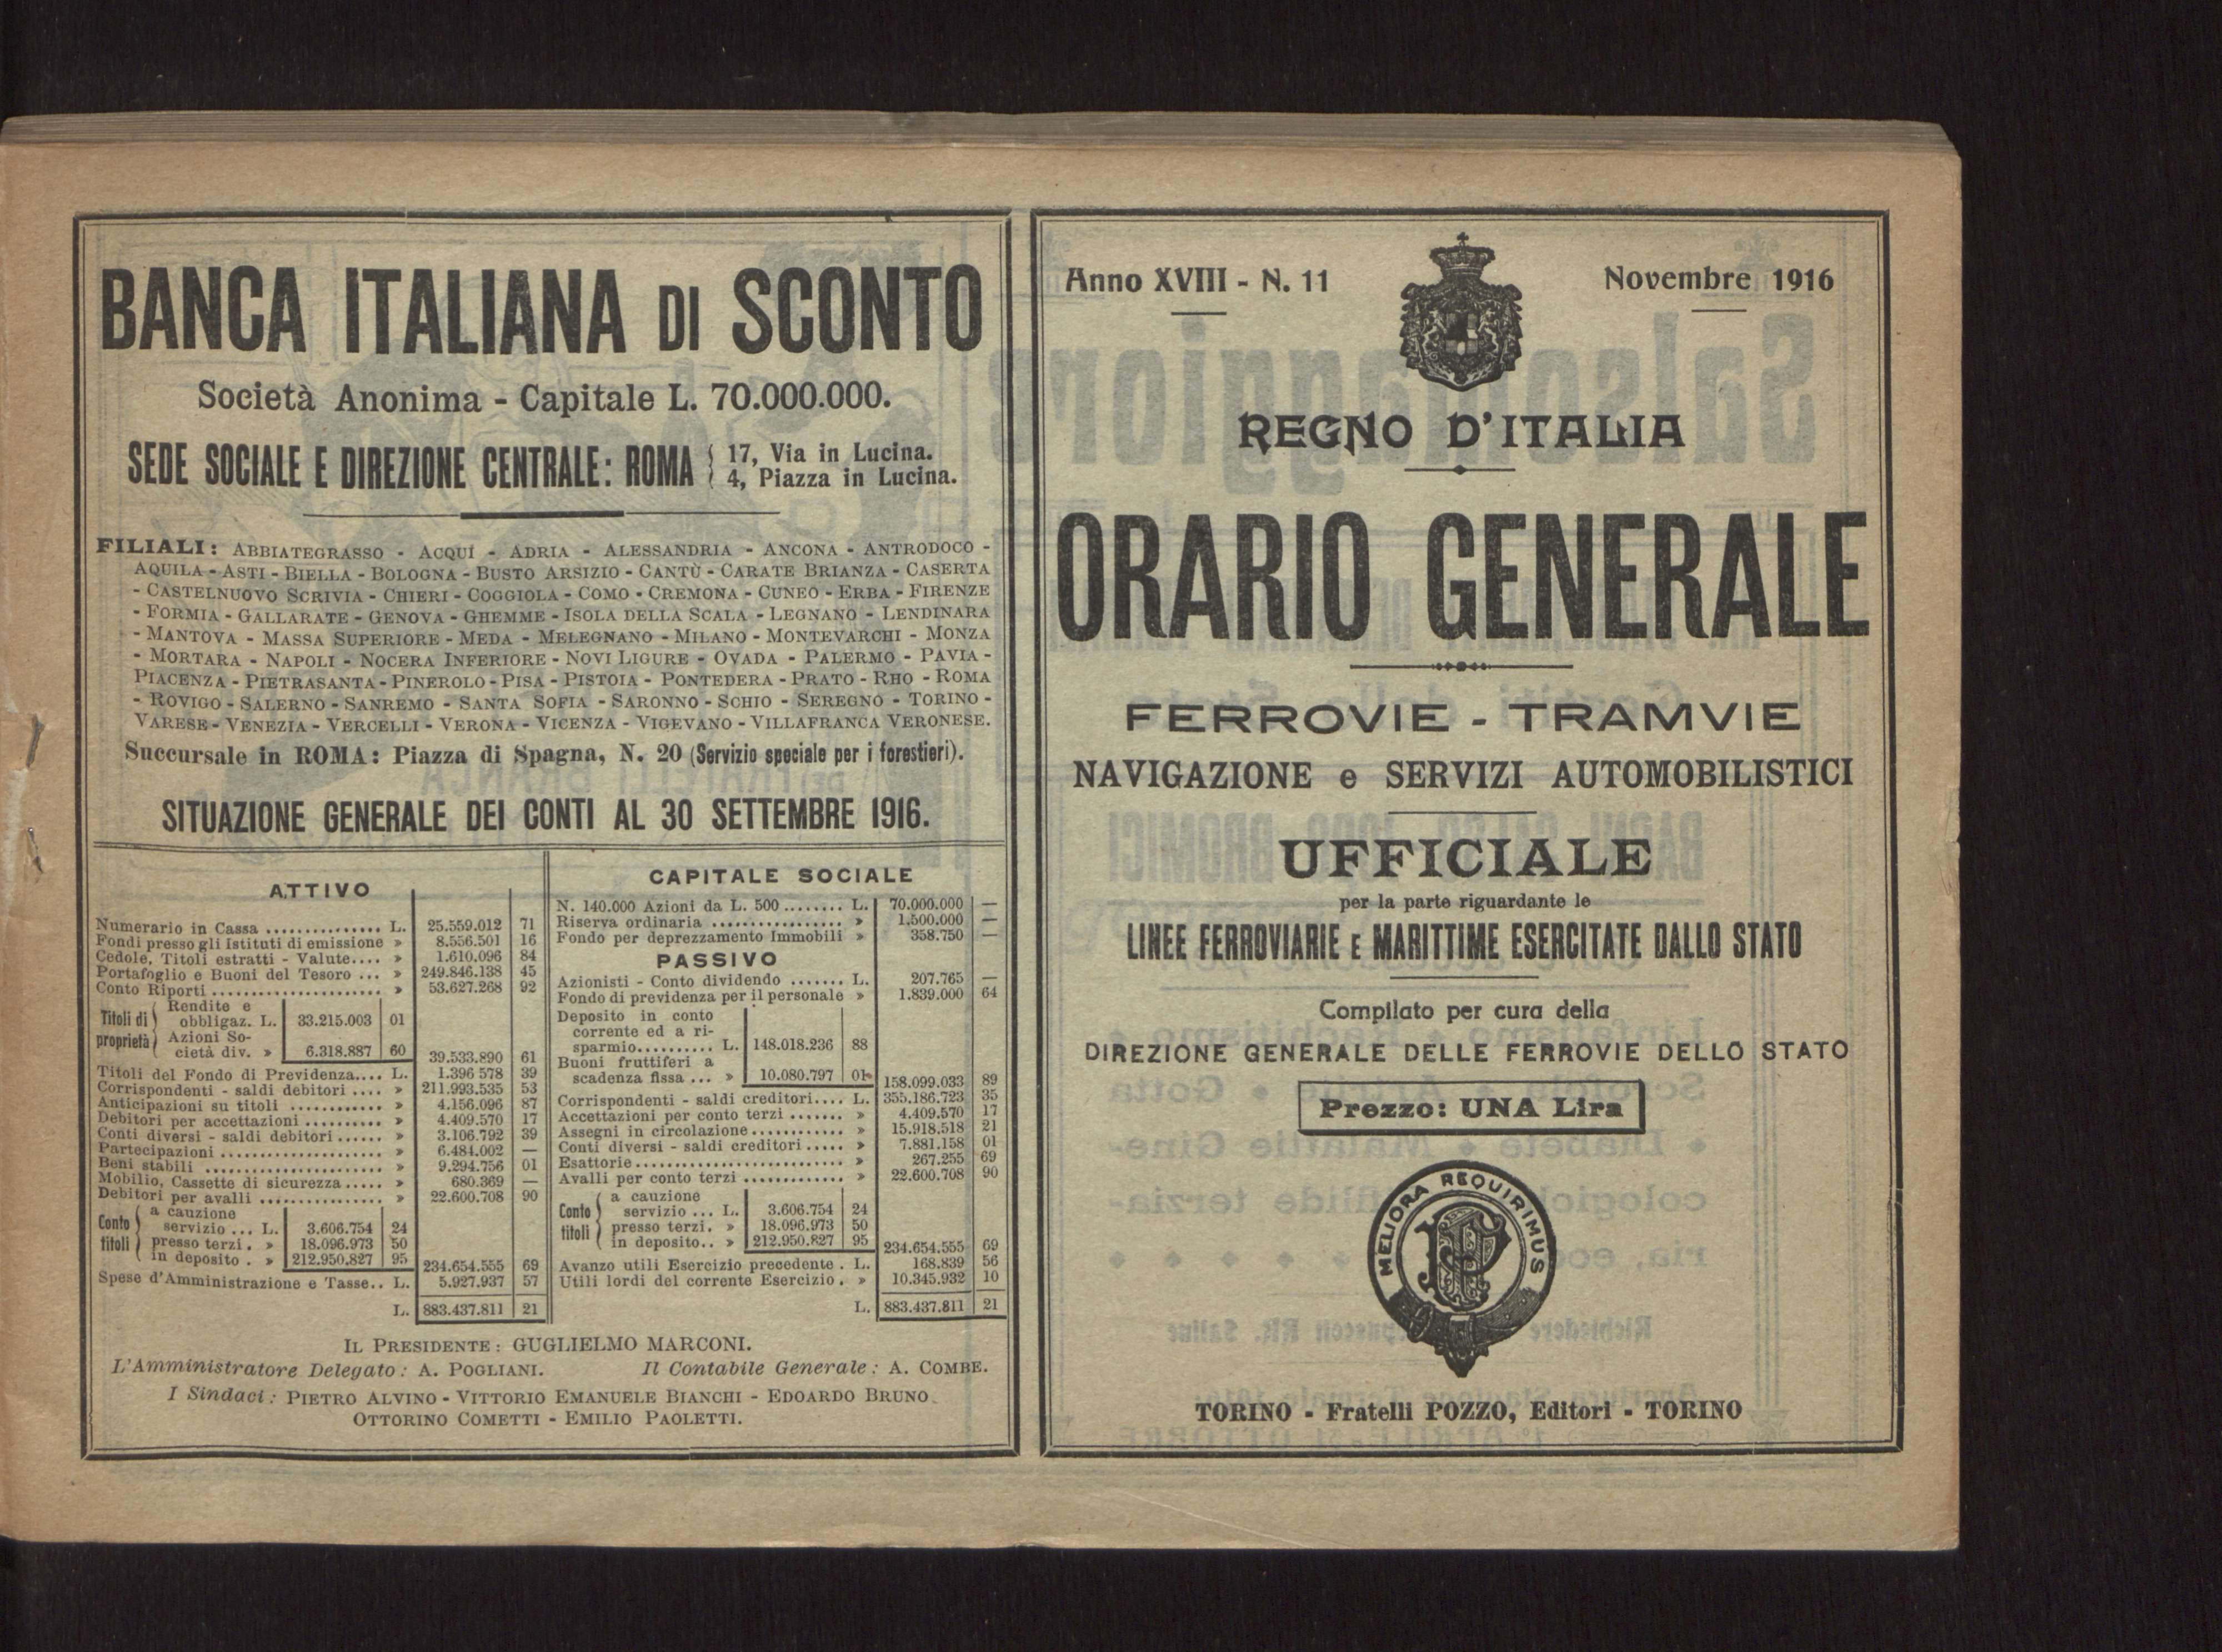 BANCA ITALIANA DI SCONTO
Società Anonima - Capitale L. 70.000.000.
SEDE SOCIALE E DIREZIONE CENTRALE: ROMA { 17, Via in Lucina.
4, Piazza in Lucina.
FILIALI: ABBIATEGRASSO - ACQUÍ - ADRIA - ALESSANDRIA - ANCONA - ANTRODOCO -
AQUILA - ASTI - BIELLA - BOLOGNA - BUSTO ARSIZIO - CANTÙ - CARATE BRIANZA - CASERTA
- CASTELNUOVO SCRIVIA - CHIERI - COGGIOLA - COMO - CREMONA - CUNEO - ERBA - FIRENZE
- FORMIA - GALLARATE - GENOVA - GHEMME - ISOLA DELLA SCALA - LEGNANO - LENDINARA
- MANTOVA - MASSA SUPERIORE - MEDA - MELEGNANO - MILANO - MONTEVARCHI - MONZA
- MORTARA - NAPOLI - NOCERA INFERIORE - NOVI LIGURE - OVADA - PALERMO - PAVIA -
PIACENZA - PIETRASANTA - PINEROLO - PISA - PISTOIA - PONTEDERA - PRATO - RHO - ROMA
- ROVIGO - SALERNO - SANREMO - SANTA SOFIA - SARONNO - SCHIO - SEREGNO - TORINO -
VARESE - VENEZIA - VERCELLI - VERONA - VICENZA - VIGEVANO - VILLAFRANCA VERONESE.
Succursale in ROMA: Piazza di Spagna, N. 20 (Servizio speciale per i forestieri).
SITUAZIONE GENERALE DEI CONTI AL 30 SETTEMBRE 1916.
ATTIVO
Numerario in Cassa ............... L. 25.559.012 71
Fondi presso gli Istituti di emissione » 8.556.501 16
Cedole, Titoli estratti - Valute.... » 1.610.096 84
Portafoglio e Buoni del Tesoro ... » 249.846.138 45
Conto Riporti ...................... » 53.627.268 92
Titoli di proprietà { Rendite e
obbligaz. L. 33.215.003 01
Azioni So-
cietà div. » 6.318.887 60 39.533.890 61
Titoli del Fondo di Previdenza.... L. 1.396 578 39
Corrispondenti - saldi debitori .... » 211.993.535 53
Anticipazioni su titoli ............ » 4.156.096 87
Debitori per accettazioni .......... » 4.409.570 17
Conti diversi - saldi debitori ...... » 3.106.792 39
Partecipazioni ..................... » 6.484.002 —
Beni stabili ....................... » 9.294.756 01
Mobilio, Cassette di sicurezza ..... » 680.369 —
Debitori per avalli ................ » 22.600.708 90
Conto titoli { a cauzione
servizio ... L. 3.606.754 24
presso terzi . » 18.096.973 50
in deposito . » 212.950.827 95 234.654.555 69
Spese d'Amministrazione e Tasse.. L. 5.927.937 57
L. 883.437.811 21
CAPITALE SOCIALE
N. 140.000 Azioni da L. 500 ........ L. 70.000.000 —
Riserva ordinaria ................. » 1.500.000 —
Fondo per deprezzamento Immobili » 358.750 —
PASSIVO
Azionisti - Conto dividendo ....... L. 207.765 —
Fondo di previdenza per il personale » 1.839.000 64
Deposito in conto
corrente ed a ri-
sparmio.......... L. 148.018.236 88
Buoni fruttiferi a
scadenza fissa ... » 10.080.797 01 158.099.033 89
Corrispondenti - saldi creditori.... L. 355.186.723 35
Accettazioni per conto terzi ....... » 4.409.570 17
Assegni in circolazione............ » 15.918.518 21
Conti diversi - saldi creditori ..... » 7.881.158 01
Esattorie........................... » 267.255 69
Avalli per conto terzi ............. » 22.600.708 90
Conto titoli { a cauzione
servizio ... L. 3.606.754 24
presso terzi. » 18.096.973 50
in deposito.. » 212.950.827 95 234.654.555 69
Avanzo utili Esercizio precedente . L. 168.839 56
Utili lordi del corrente Esercizio. » 10.345.932 10
L. 883.437.811 21
IL PRESIDENTE: GUGLIELMO MARCONI.
L'Amministratore Delegato: A. POGLIANI. Il Contabile Generale: A. COMBE.
I Sindaci: PIETRO ALVINO - VITTORIO EMANUELE BIANCHI - EDOARDO BRUNO
OTTORINO COMETTI - EMILIO PAOLETTI.
Anno XVIII - N. 11 Novembre 1916
REGNO D'ITALIA
ORARIO GENERALE
FERROVIE - TRAMVIE
NAVIGAZIONE e SERVIZI AUTOMOBILISTICI
UFFICIALE
per la parte riguardante le
LINEE FERROVIARIE E MARITTIME ESERCITATE DALLO STATO
Compilato per cura della
DIREZIONE GENERALE DELLE FERROVIE DELLO STATO
Prezzo: UNA Lira
MELIORA REQUIRIMUS
FP
TORINO - Fratelli POZZO, Editori - TORINO